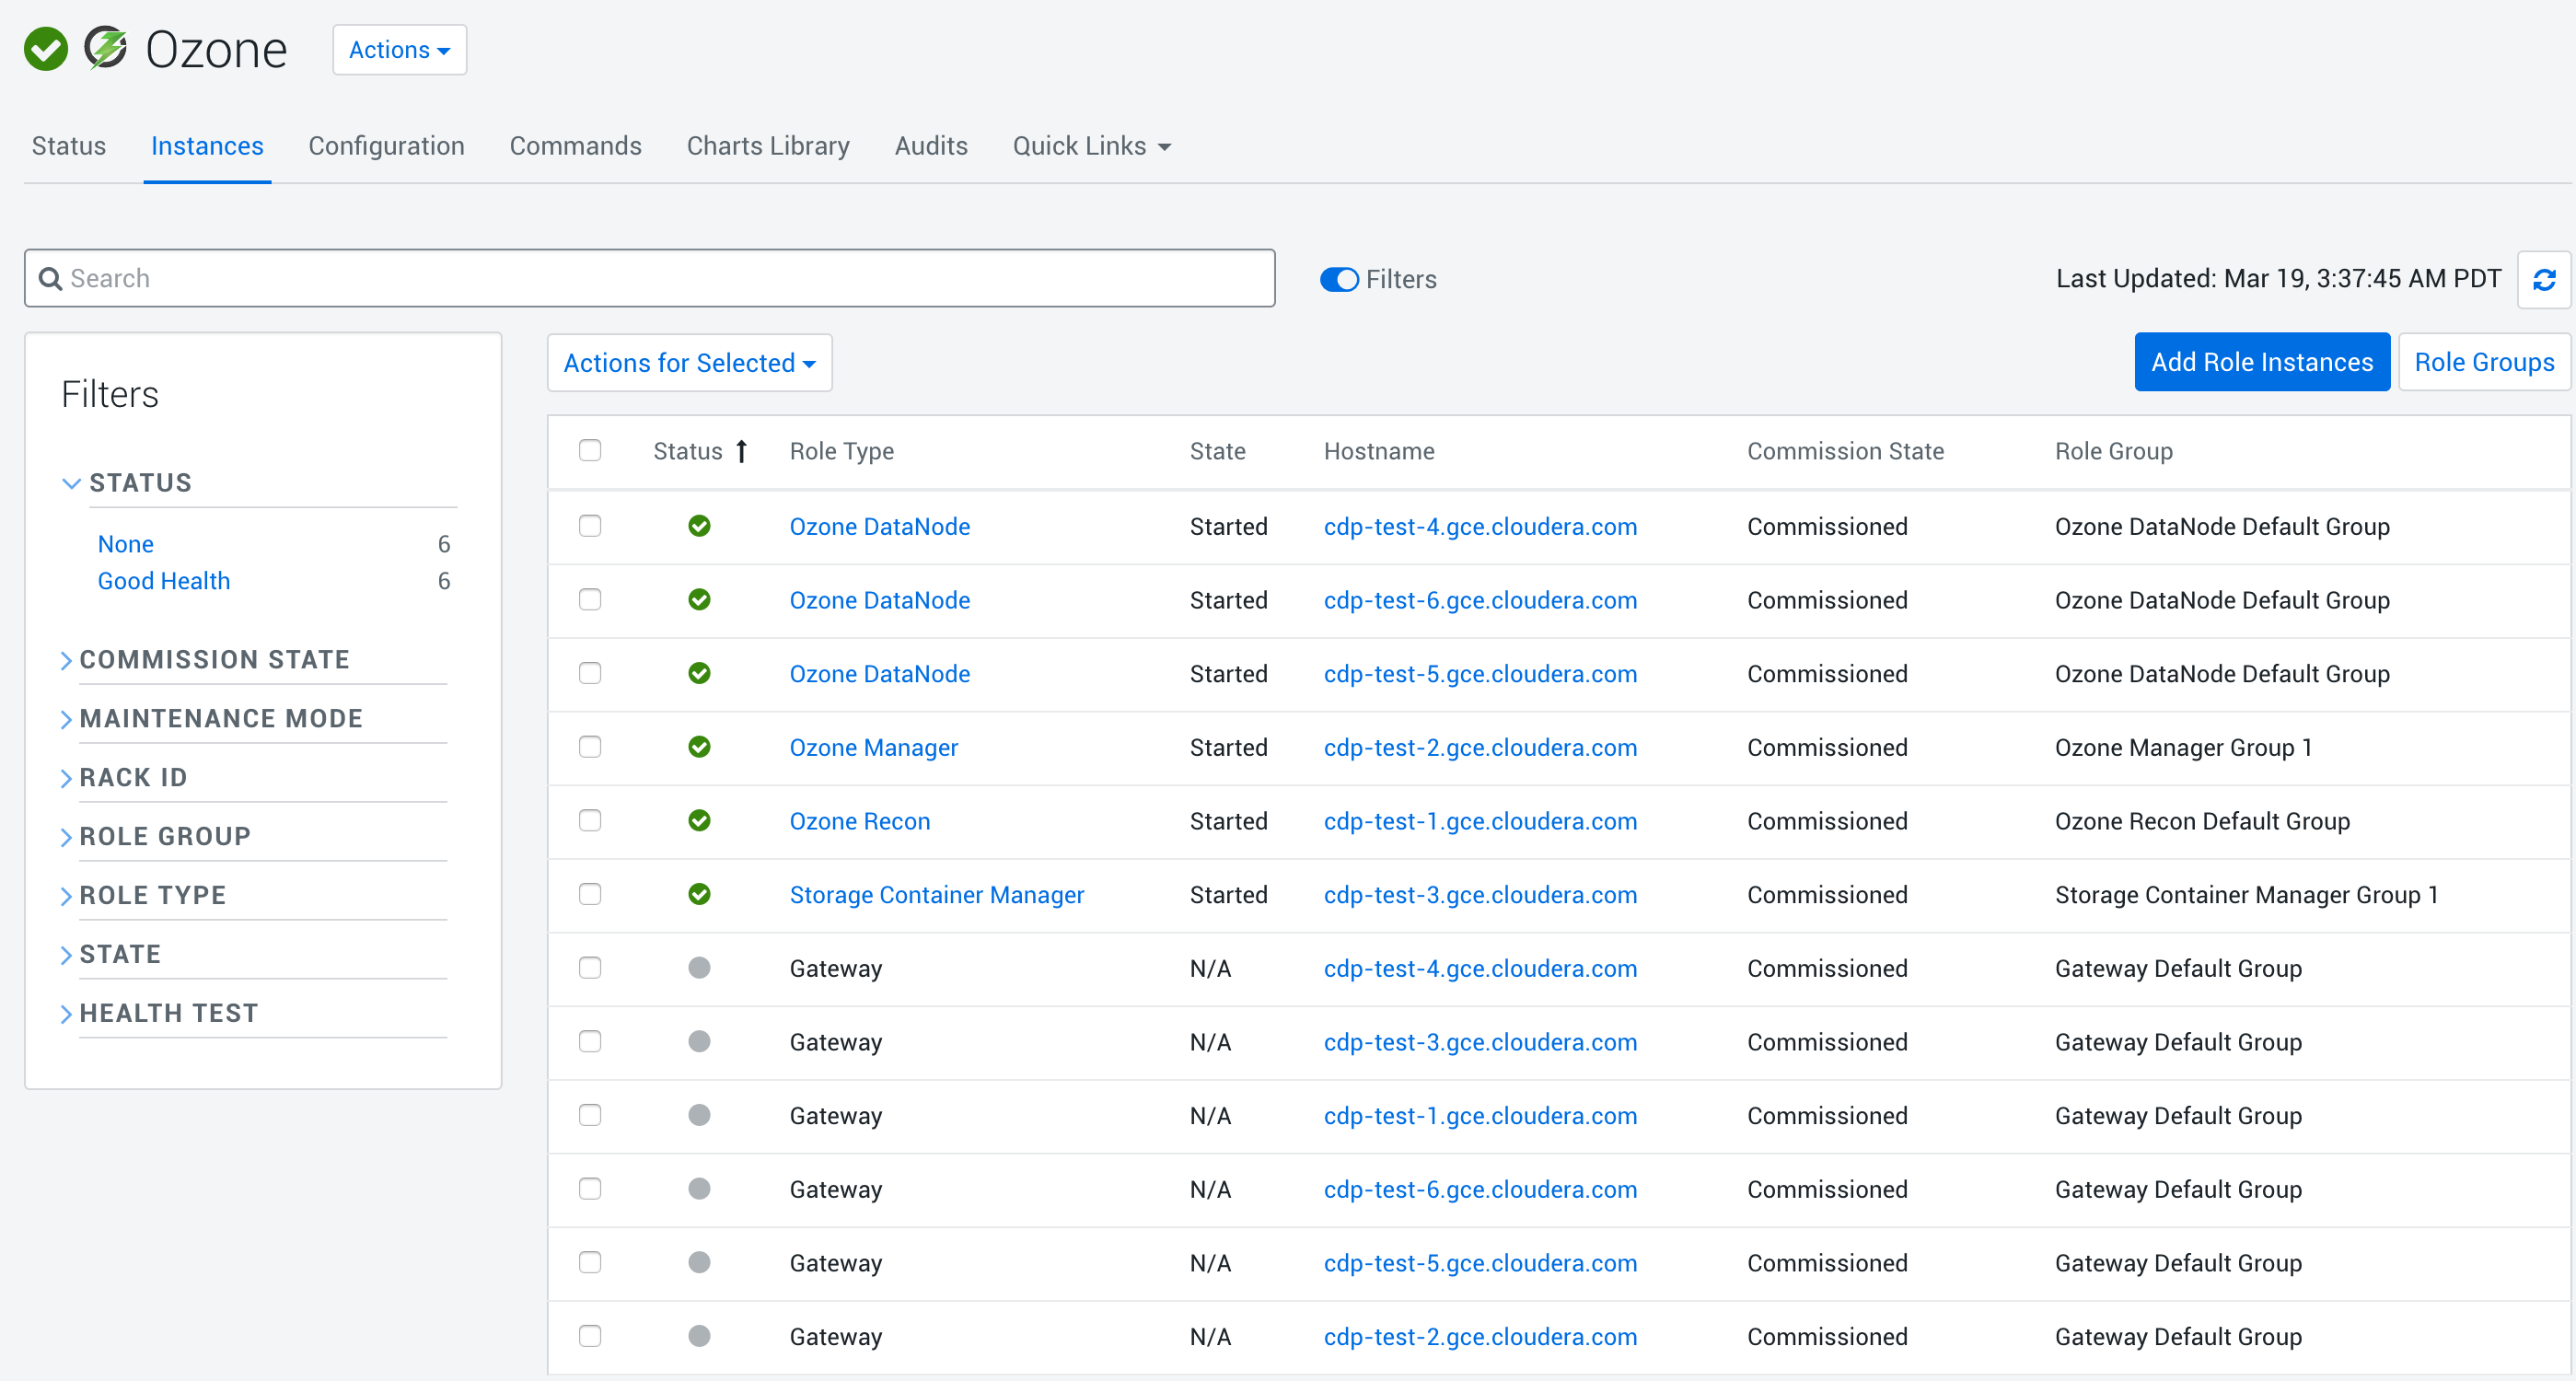 Ozone Actions
Status Instances Configuration Commands Charts Library Audits Quick Links
Search Filters Last Updated: Mar 19, 3:37:45 AM PDT
Filters
STATUS
None 6
Good Health 6
COMMISSION STATE
MAINTENANCE MODE
RACK ID
ROLE GROUP
ROLE TYPE
STATE
HEALTH TEST
Actions for Selected Add Role Instances Role Groups
Status Role Type State Hostname Commission State Role Group
Ozone DataNode Started cdp-test-4.gce.cloudera.com Commissioned Ozone DataNode Default Group
Ozone DataNode Started cdp-test-6.gce.cloudera.com Commissioned Ozone DataNode Default Group
Ozone DataNode Started cdp-test-5.gce.cloudera.com Commissioned Ozone DataNode Default Group
Ozone Manager Started cdp-test-2.gce.cloudera.com Commissioned Ozone Manager Group 1
Ozone Recon Started cdp-test-1.gce.cloudera.com Commissioned Ozone Recon Default Group
Storage Container Manager Started cdp-test-3.gce.cloudera.com Commissioned Storage Container Manager Group 1
Gateway N/A cdp-test-4.gce.cloudera.com Commissioned Gateway Default Group
Gateway N/A cdp-test-3.gce.cloudera.com Commissioned Gateway Default Group
Gateway N/A cdp-test-1.gce.cloudera.com Commissioned Gateway Default Group
Gateway N/A cdp-test-6.gce.cloudera.com Commissioned Gateway Default Group
Gateway N/A cdp-test-5.gce.cloudera.com Commissioned Gateway Default Group
Gateway N/A cdp-test-2.gce.cloudera.com Commissioned Gateway Default Group